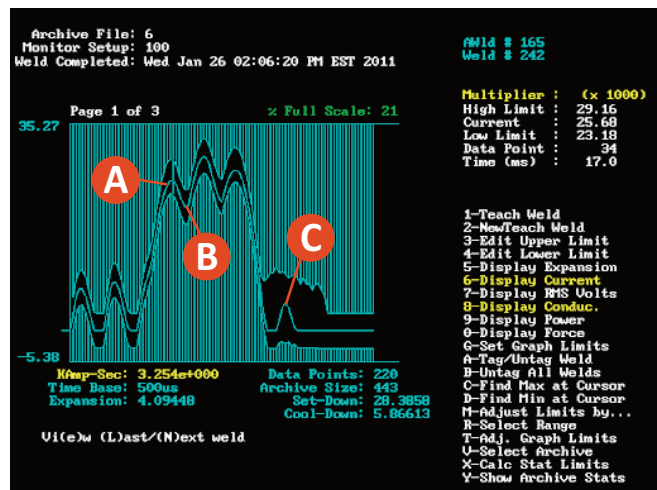 Archive File: 6
Monitor Setup: 100
Weld Completed: Wed Jan 26 02:06:20 PM EST 2011
AWld # 165
Weld # 242
Page 1 of 3
% Full Scale: 21
35.27
-5.38
A
B
C
Multiplier : (x 1000)
High Limit : 29.16
Current : 25.68
Low Limit : 23.18
Data Point : 34
Time (ms) : 17.0
1-Teach Weld
2-NewTeach Weld
3-Edit Upper Limit
4-Edit Lower Limit
5-Display Expansion
6-Display Current
7-Display RMS Volts
8-Display Conduc.
9-Display Power
0-Display Force
G-Set Graph Limits
A-Tag/Untag Weld
B-Untag All Welds
C-Find Max at Cursor
D-Find Min at Cursor
M-Adjust Limits by...
R-Select Range
T-Adj. Graph Limits
V-Select Archive
X-Calc Stat Limits
Y-Show Archive Stats
KAmp-Sec: 3.254e+000
Time Base: 500us
Expansion: 4.09448
Data Points: 220
Archive Size: 443
Set-Down: 28.3858
Cool-Down: 5.86613
Vi(e)w (L)ast/(N)ext weld